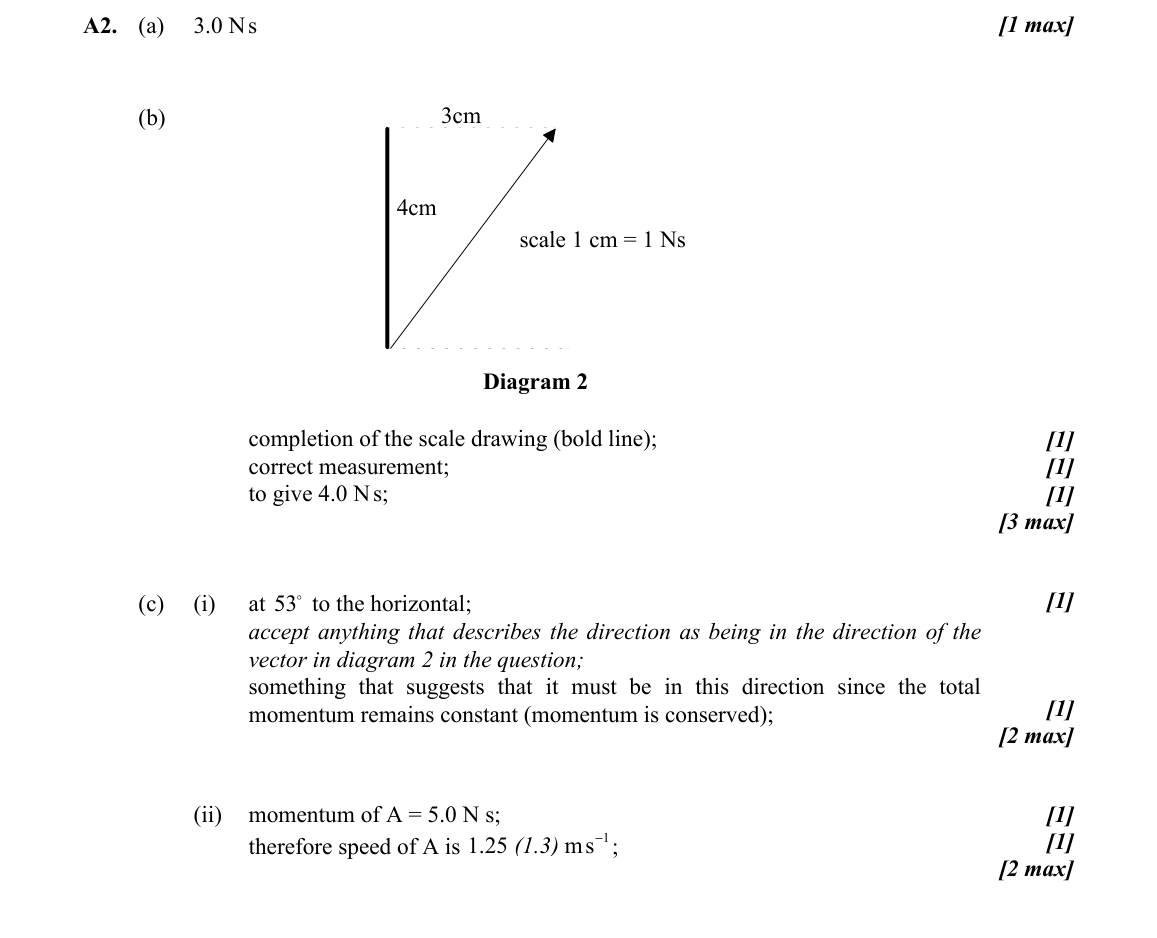 A2. (a) 3.0 N s [1 max]
(b)
3cm
4cm
scale 1 cm = 1 Ns
Diagram 2
completion of the scale drawing (bold line); [1]
correct measurement; [1]
to give 4.0 N s; [1]
[3 max]
(c) (i) at 53° to the horizontal; [1]
accept anything that describes the direction as being in the direction of the
vector in diagram 2 in the question;
something that suggests that it must be in this direction since the total
momentum remains constant (momentum is conserved); [1]
[2 max]
(ii) momentum of A = 5.0 N s; [1]
therefore speed of A is 1.25 (1.3) m s⁻¹; [1]
[2 max]